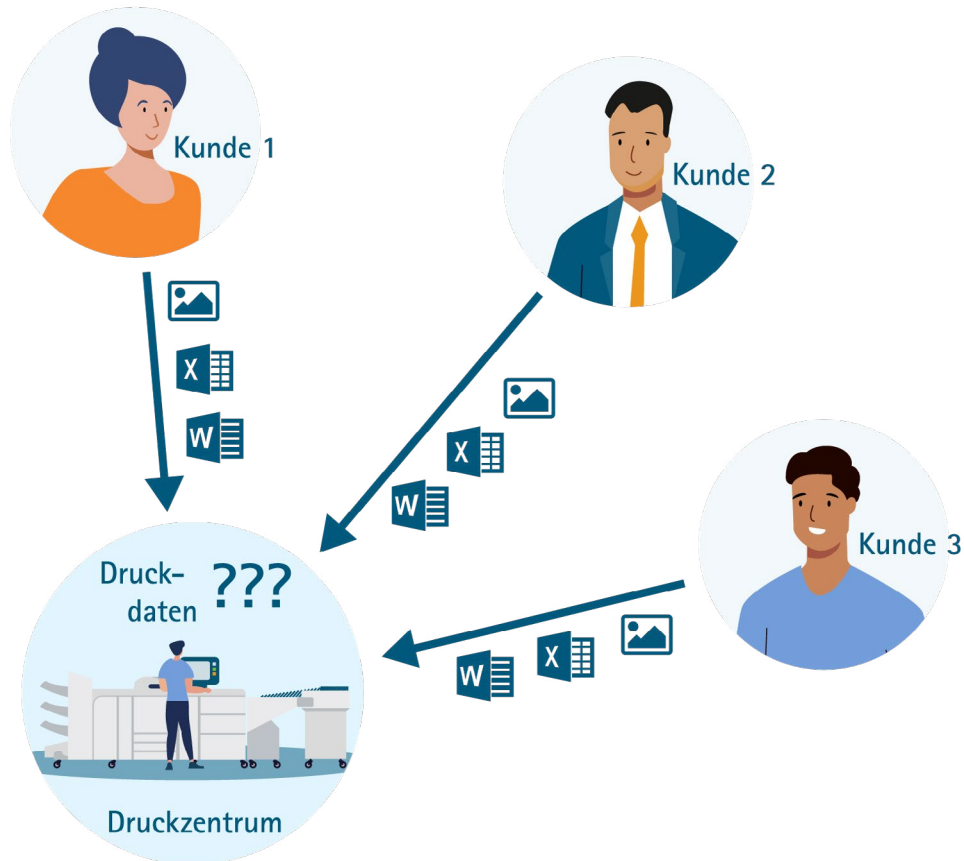 Kunde 1
Kunde 2
X
W
X
W
Kunde 3
Druck-
daten ???
X
W
Druckzentrum